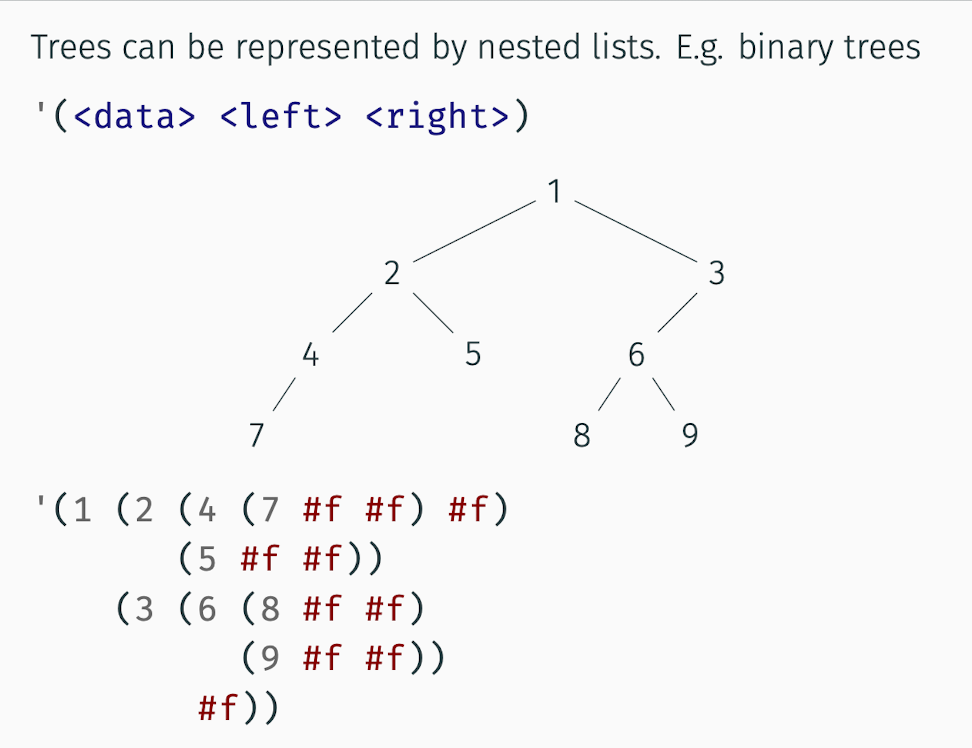 Trees can be represented by nested lists. E.g. binary trees
'(<data> <left> <right>)
1
2 3
4 5 6
7 8 9
'(1 (2 (4 (7 #f #f) #f)
(5 #f #f))
(3 (6 (8 #f #f)
(9 #f #f))
#f))